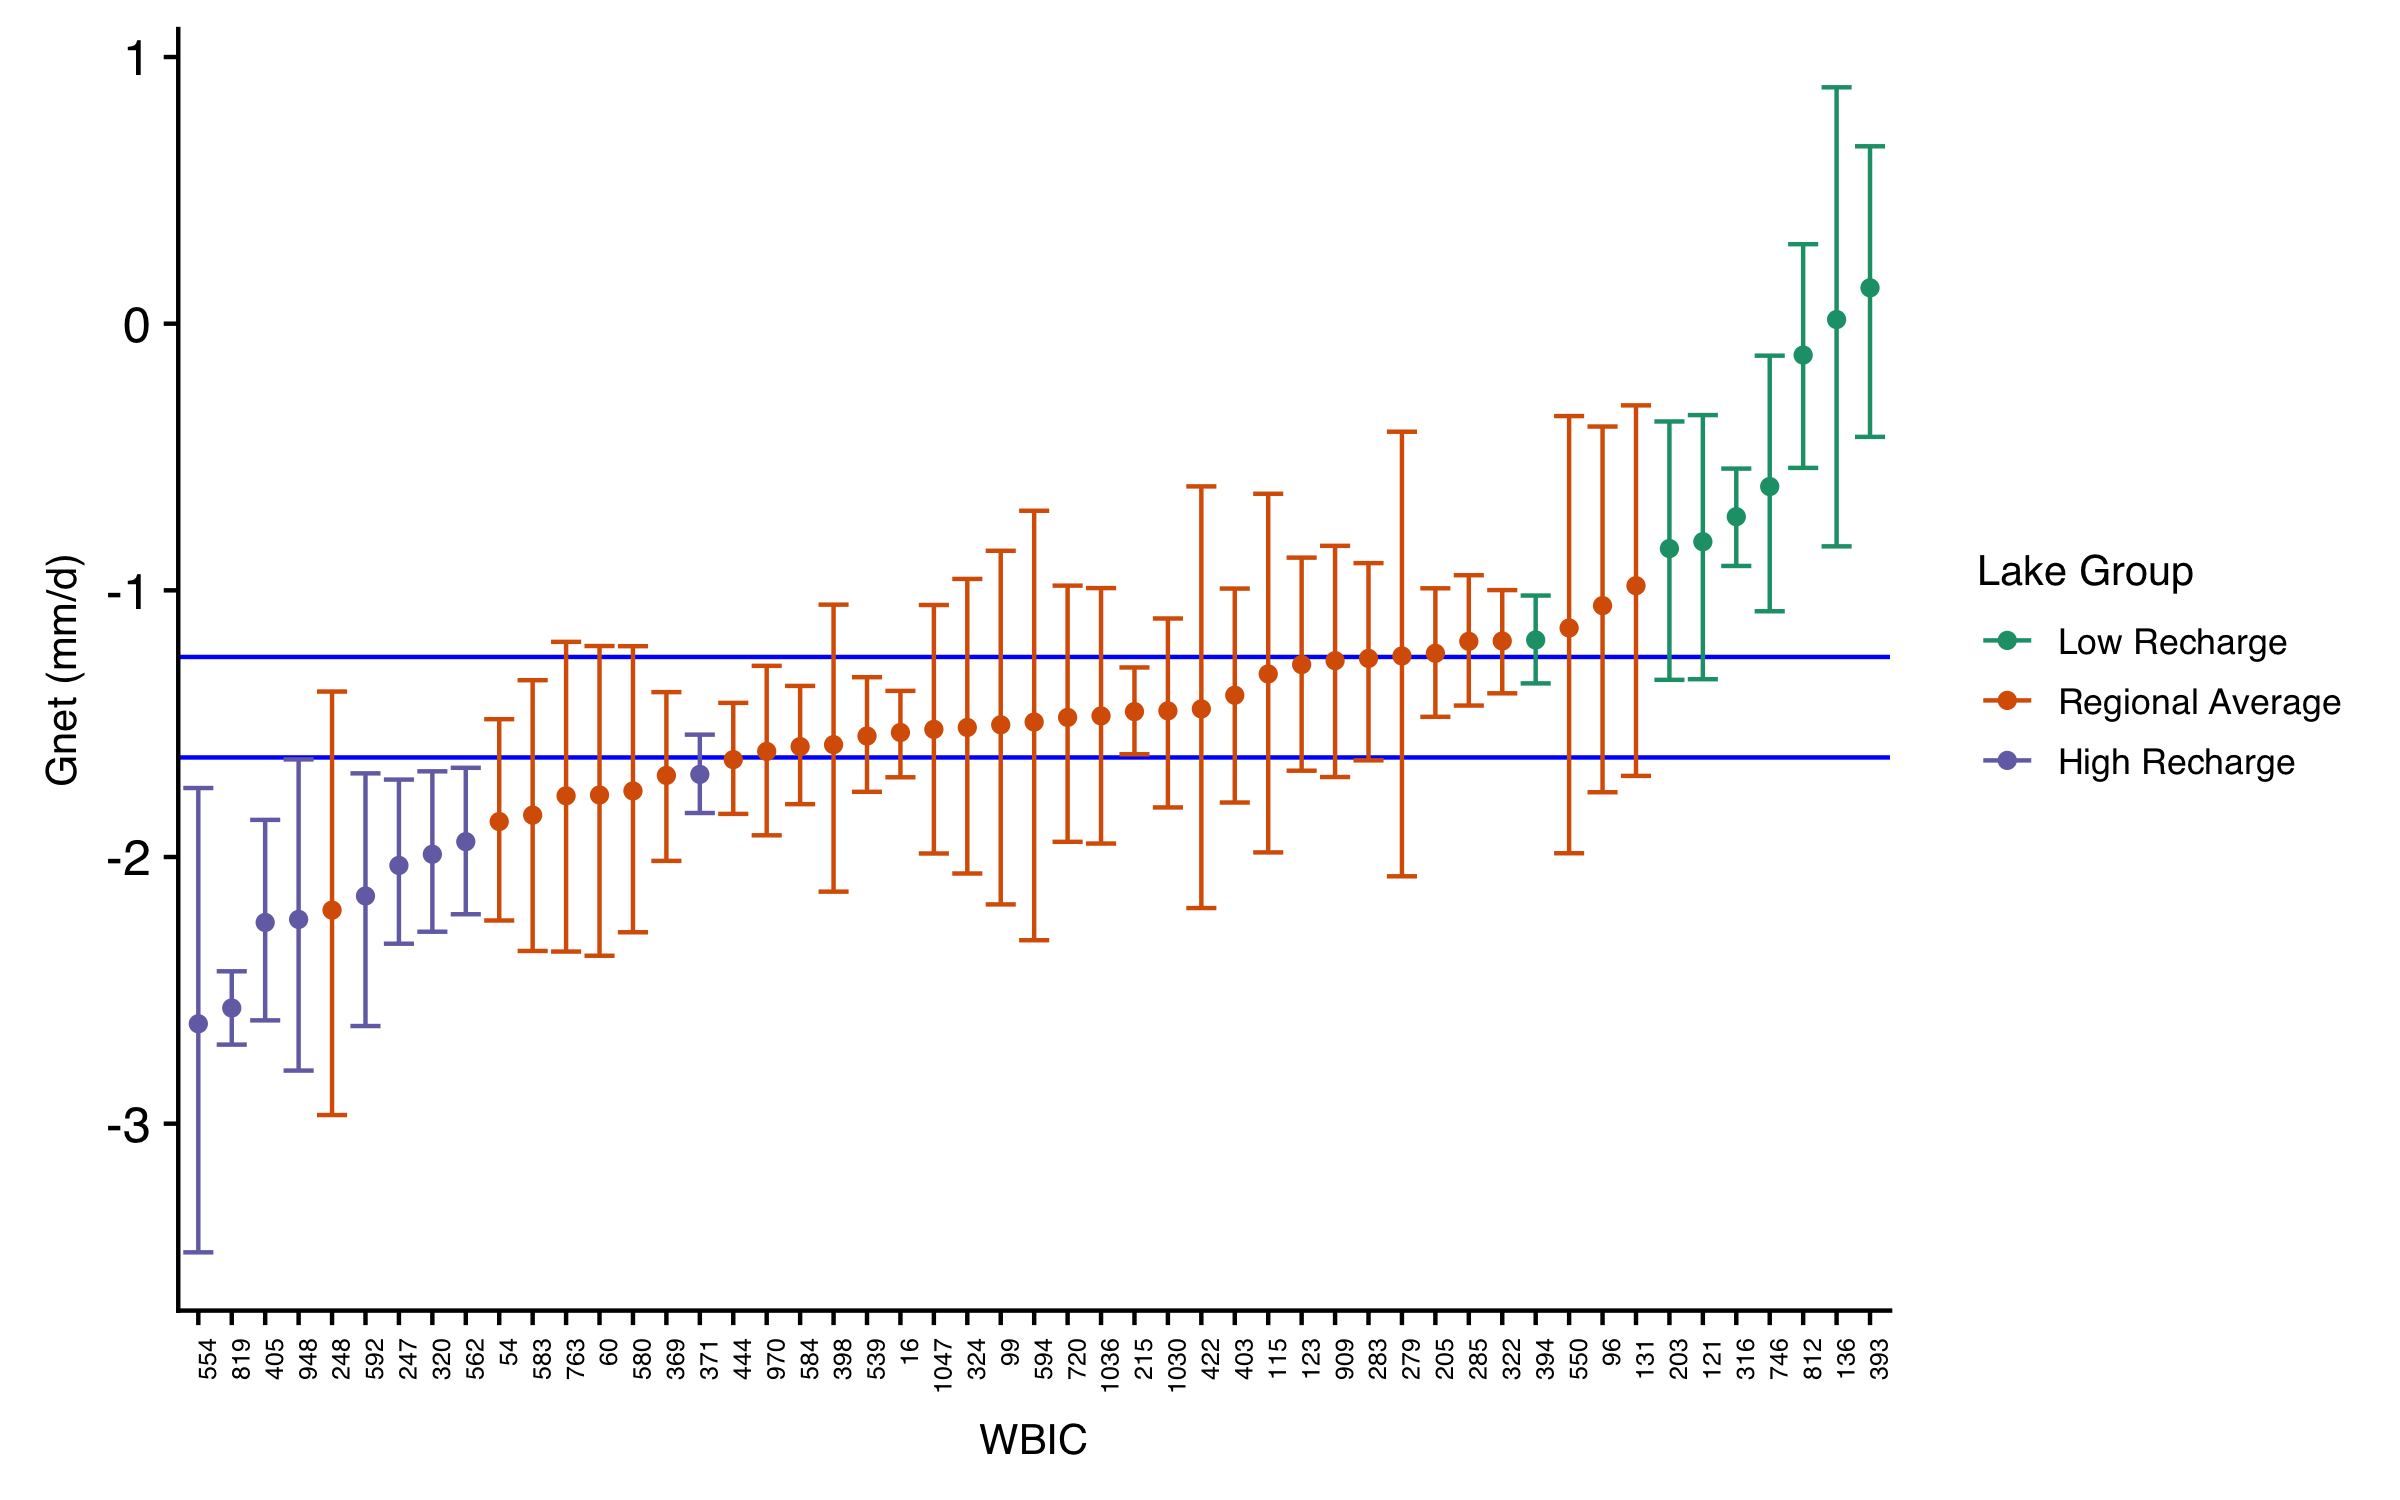 1
0
-1
-2
-3
Gnet (mm/d)
554 819 405 948 248 592 247 320 562 54 583 763 60 580 369 371 444 970 584 398 539 16 1047 324 99 594 720 1036 215 1030 422 403 115 123 909 283 279 205 285 322 394 550 96 131 203 121 316 746 812 136 393
WBIC
Lake Group
Low Recharge
Regional Average
High Recharge